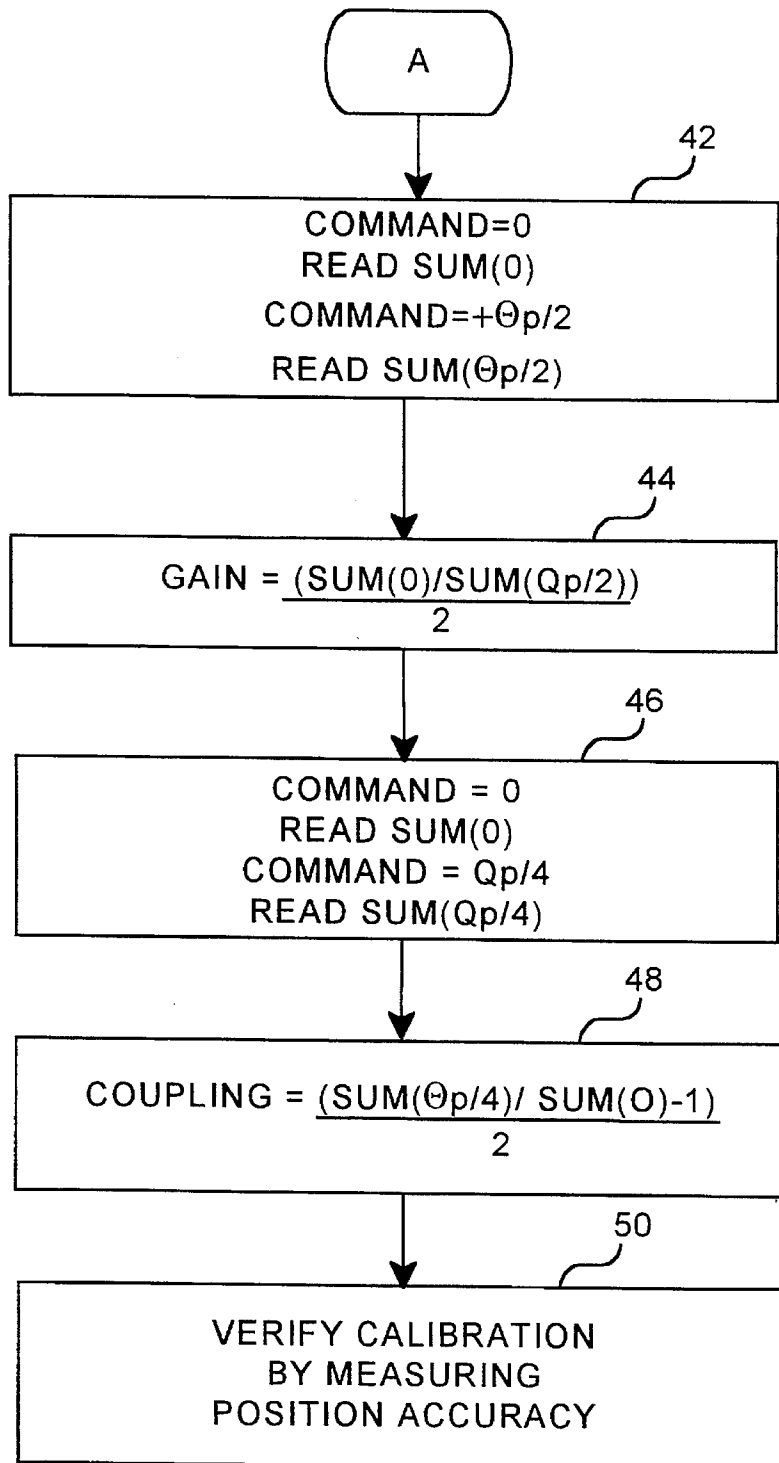 A
42
COMMAND=0
READ SUM(0)
COMMAND=+Θp/2
READ SUM(Θp/2)
44
GAIN = (SUM(0)/SUM(Qp/2))
2
46
COMMAND = 0
READ SUM(0)
COMMAND = Qp/4
READ SUM(Qp/4)
48
COUPLING = (SUM(Θp/4)/ SUM(O)-1)
2
50
VERIFY CALIBRATION
BY MEASURING
POSITION ACCURACY